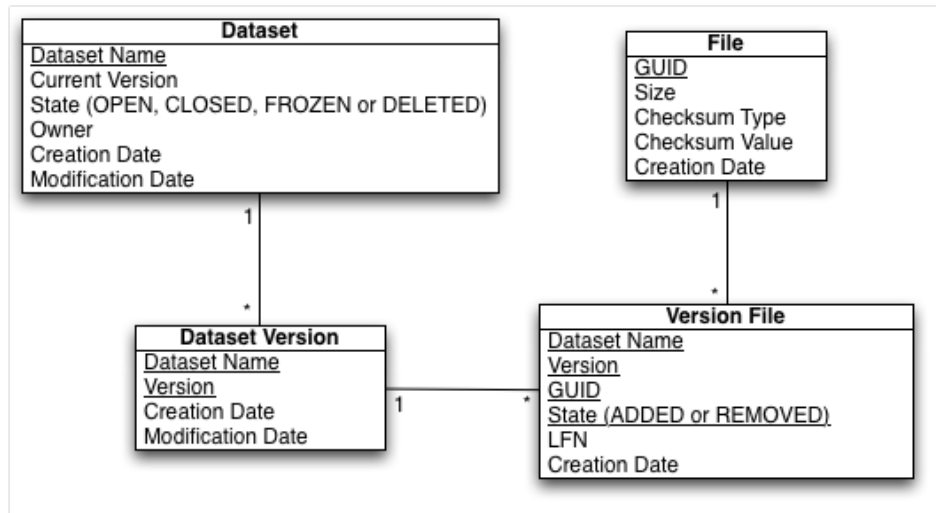 Dataset
Dataset Name
Current Version
State (OPEN, CLOSED, FROZEN or DELETED)
Owner
Creation Date
Modification Date
File
GUID
Size
Checksum Type
Checksum Value
Creation Date
1
*
1
*
Dataset Version
Dataset Name
Version
Creation Date
Modification Date
1
*
Version File
Dataset Name
Version
GUID
State (ADDED or REMOVED)
LFN
Creation Date